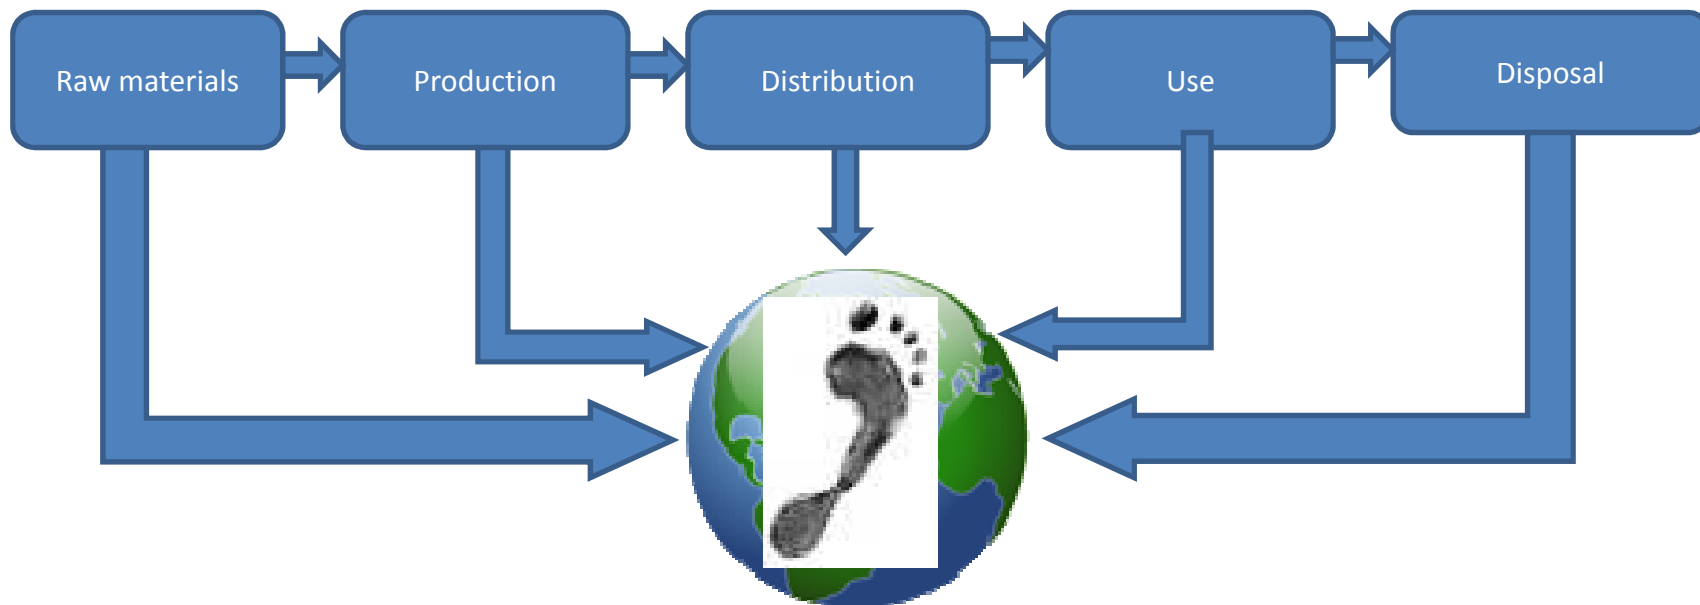 Raw materials
Production
Distribution
Use
Disposal